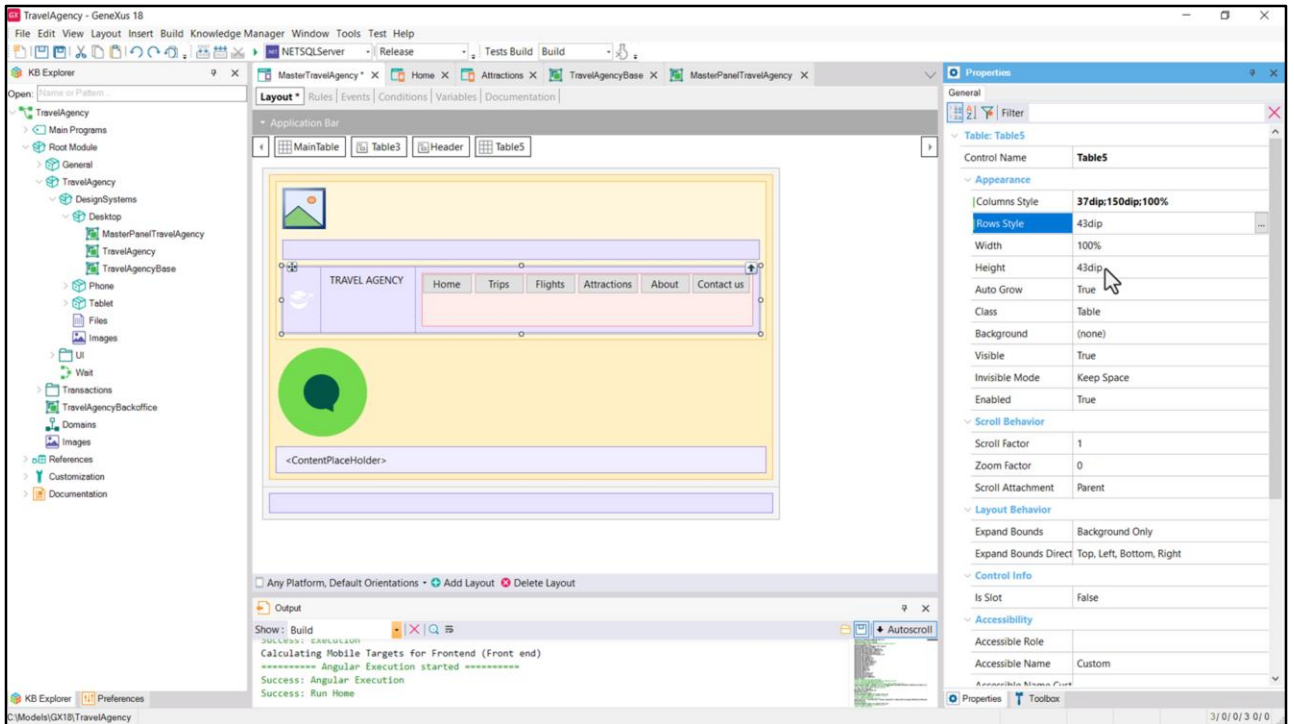 TravelAgency - GeneXus 18
File Edit View Layout Insert Build Knowledge Manager Window Tools Test Help
NETSQLServer Release Tests Build Build
KB Explorer
Open: Name or Pattern...
TravelAgency
Main Programs
Root Module
General
TravelAgency
DesignSystems
Desktop
MasterPanelTravelAgency
TravelAgency
TravelAgencyBase
Phone
Tablet
Files
Images
UI
Wait
Transactions
TravelAgencyBackoffice
Domains
Images
References
Customization
Documentation
KB Explorer Preferences
MasterTravelAgency* Home Attractions TravelAgencyBase MasterPanelTravelAgency
Layout * Rules Events Conditions Variables Documentation
Application Bar
MainTable Table3 Header Table5
TRAVEL AGENCY Home Trips Flights Attractions About Contact us
<ContentPlaceHolder>
Any Platform, Default Orientations Add Layout Delete Layout
Output
Show: Build Autoscroll
Success: Execution
Calculating Mobile Targets for Frontend (Front end)
========== Angular Execution started ==========
Success: Angular Execution
Success: Run Home
Properties
General
Filter
Table: Table5
Control Name Table5
Appearance
Columns Style 37dip;150dip;100%
Rows Style 43dip ...
Width 100%
Height 43dip
Auto Grow True
Class Table
Background (none)
Visible True
Invisible Mode Keep Space
Enabled True
Scroll Behavior
Scroll Factor 1
Zoom Factor 0
Scroll Attachment Parent
Layout Behavior
Expand Bounds Background Only
Expand Bounds Direct Top, Left, Bottom, Right
Control Info
Is Slot False
Accessibility
Accessible Role
Accessible Name Custom
Accessible Name Cust
Properties Toolbox
C:\Models\GX18\TravelAgency
3/0/0/3 0/0